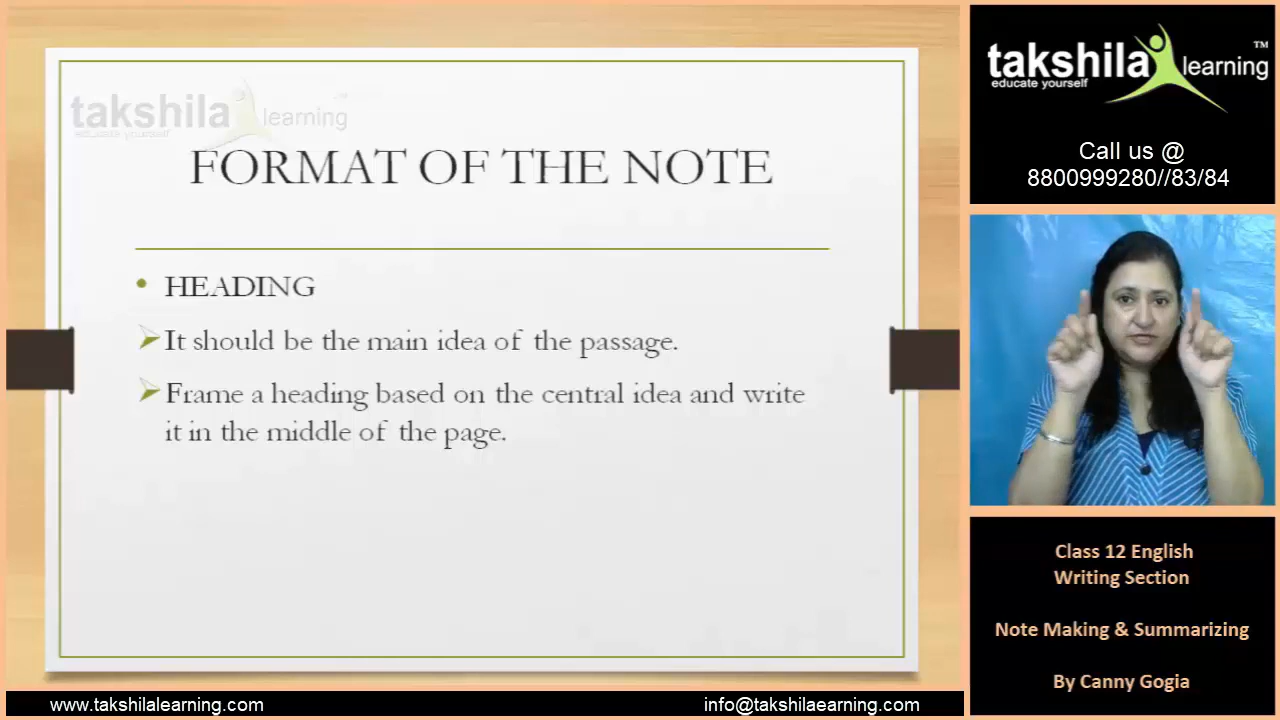 takshila learning
educate yourself
FORMAT OF THE NOTE
• HEADING
It should be the main idea of the passage.
Frame a heading based on the central idea and write
it in the middle of the page.
takshila learning ™
educate yourself
Call us @
8800999280//83/84
Class 12 English
Writing Section
Note Making & Summarizing
By Canny Gogia
www.takshilalearning.com
info@takshilaearning.com